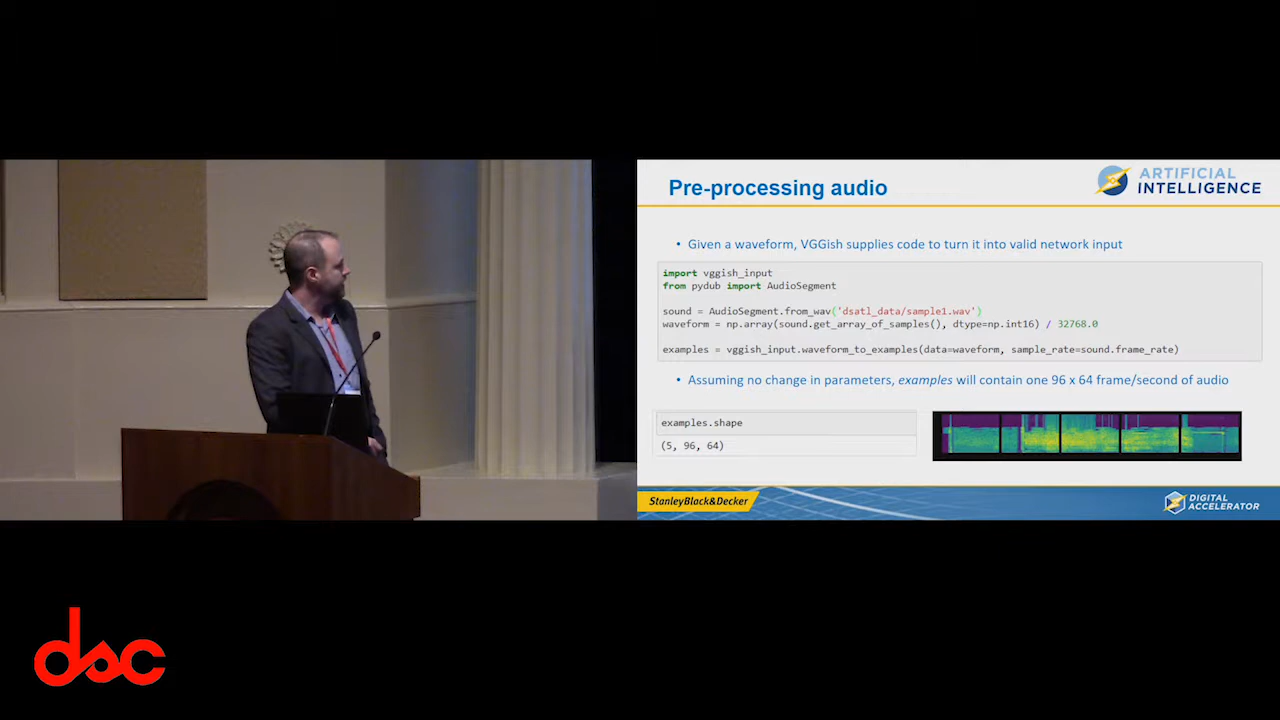 Pre-processing audio
ARTIFICIAL
INTELLIGENCE
• Given a waveform, VGGish supplies code to turn it into valid network input
import vggish_input
from pydub import AudioSegment
sound = AudioSegment.from_wav('dsatl_data/sample1.wav')
waveform = np.array(sound.get_array_of_samples(), dtype=np.int16) / 32768.0
examples = vggish_input.waveform_to_examples(data=waveform, sample_rate=sound.frame_rate)
• Assuming no change in parameters, examples will contain one 96 x 64 frame/second of audio
examples.shape
(5, 96, 64)
StanleyBlack&Decker
DIGITAL
ACCELERATOR
dsc